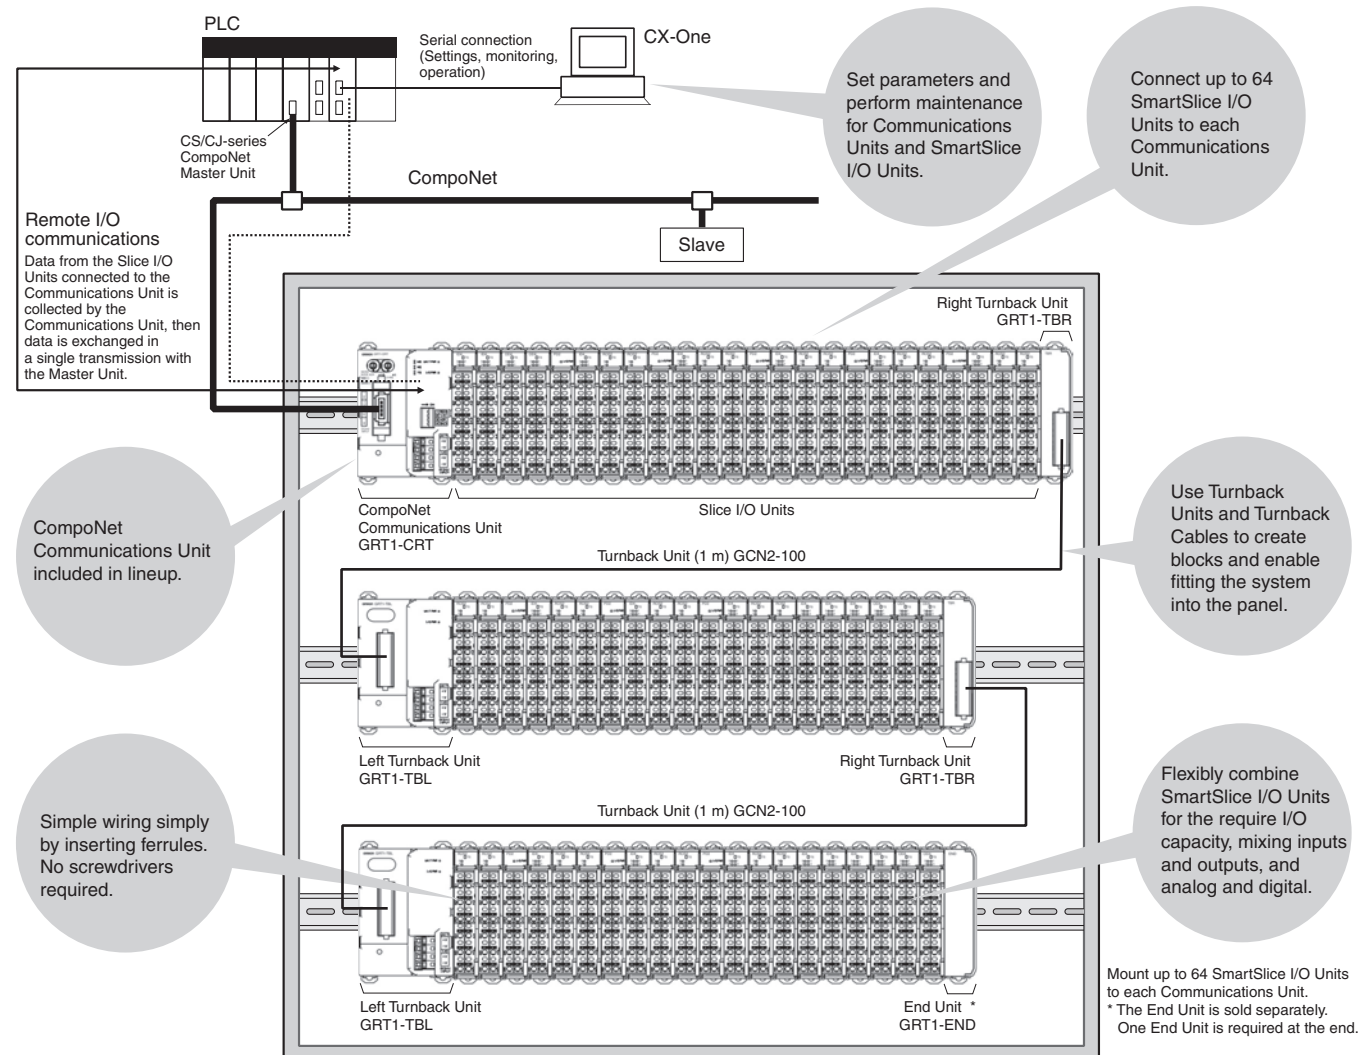 PLC
Serial connection
(Settings, monitoring,
operation)
CX-One
CS/CJ-series
CompoNet
Master Unit
CompoNet
Slave
Set parameters and
perform maintenance
for Communications
Units and SmartSlice
I/O Units.
Connect up to 64
SmartSlice I/O
Units to each
Communications
Unit.
Remote I/O
communications
Data from the Slice I/O
Units connected to the
Communications Unit is
collected by the
Communications Unit, then
data is exchanged in
a single transmission with
the Master Unit.
Right Turnback Unit
GRT1-TBR
CompoNet
Communications Unit
GRT1-CRT
Slice I/O Units
CompoNet
Communications Unit
included in lineup.
Turnback Unit (1 m) GCN2-100
Use Turnback
Units and Turnback
Cables to create
blocks and enable
fitting the system
into the panel.
Left Turnback Unit
GRT1-TBL
Right Turnback Unit
GRT1-TBR
Turnback Unit (1 m) GCN2-100
Simple wiring simply
by inserting ferrules.
No screwdrivers
required.
Flexibly combine
SmartSlice I/O Units
for the require I/O
capacity, mixing inputs
and outputs, and
analog and digital.
Left Turnback Unit
GRT1-TBL
End Unit *
GRT1-END
Mount up to 64 SmartSlice I/O Units
to each Communications Unit.
* The End Unit is sold separately.
One End Unit is required at the end.